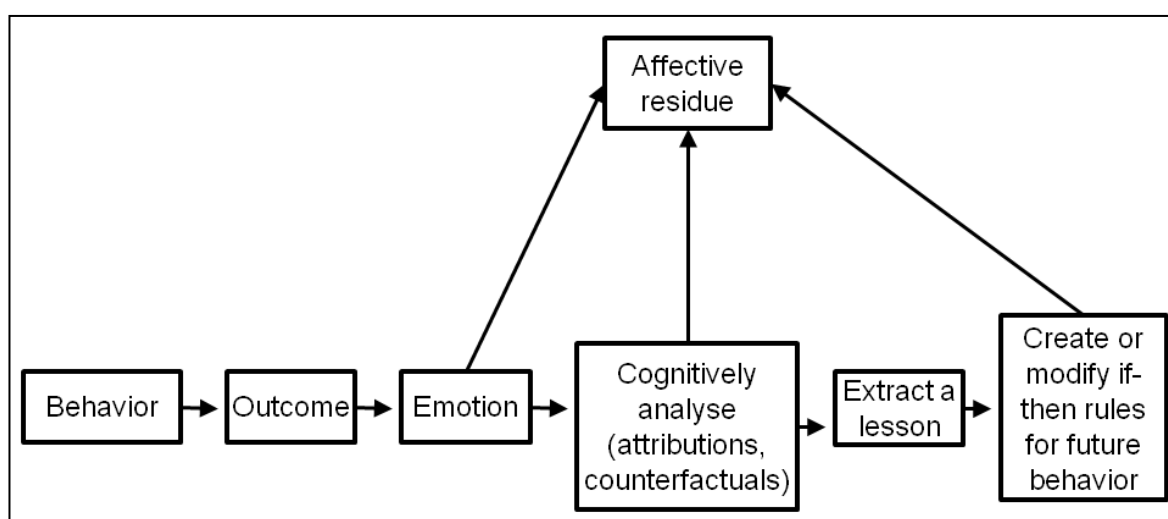 Affective
residue
Behavior
Outcome
Emotion
Cognitively
analyse
(attributions,
counterfactuals)
Extract a
lesson
Create or
modify if-
then rules
for future
behavior